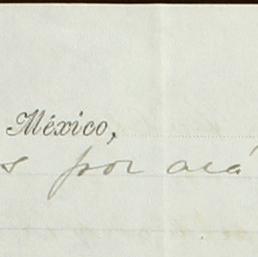 México,
s por acá